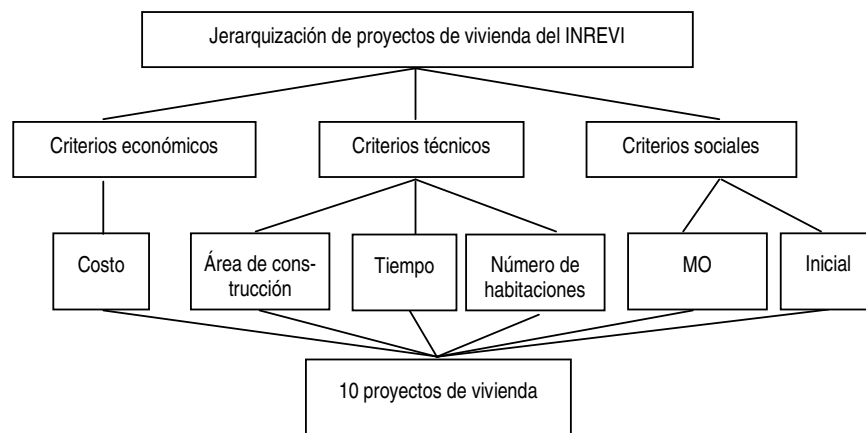 Jerarquización de proyectos de vivienda del INREVI
Criterios económicos
Criterios técnicos
Criterios sociales
Costo
Área de cons-
trucción
Tiempo
Número de
habitaciones
MO
Inicial
10 proyectos de vivienda